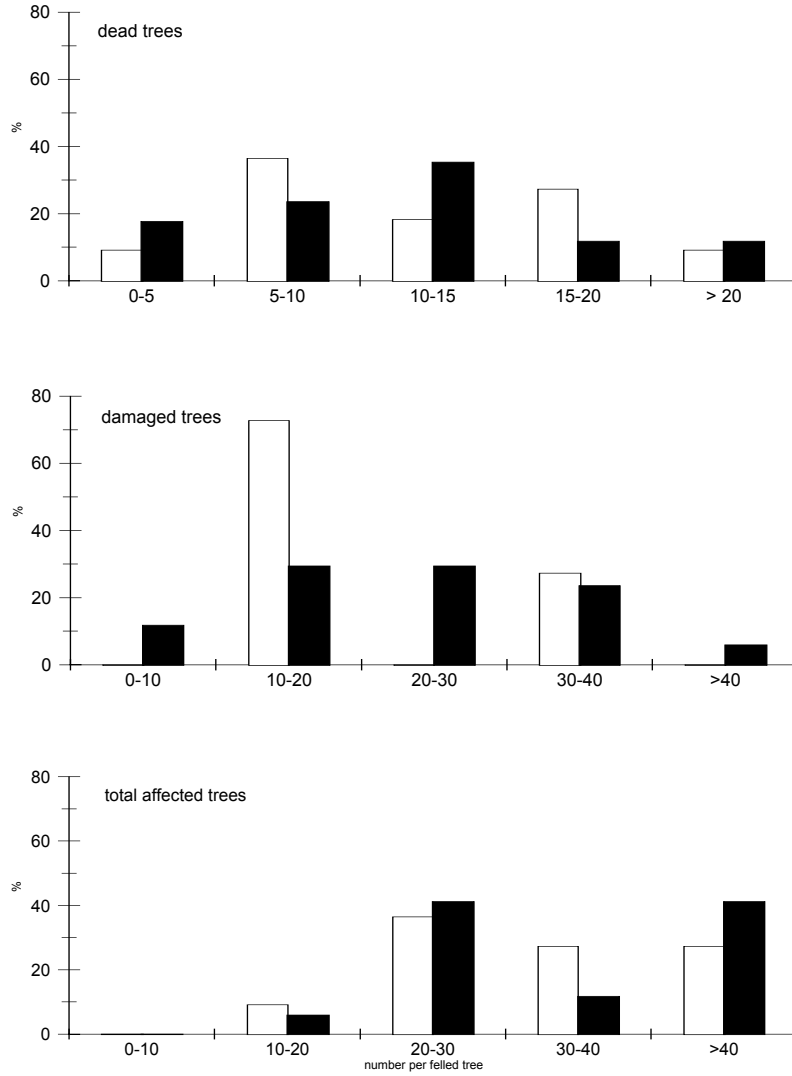 dead trees
80
60
40
20
0
%
0-5 5-10 10-15 15-20 > 20
damaged trees
80
60
40
20
0
%
0-10 10-20 20-30 30-40 >40
total affected trees
80
60
40
20
0
%
0-10 10-20 20-30 30-40 >40
number per felled tree